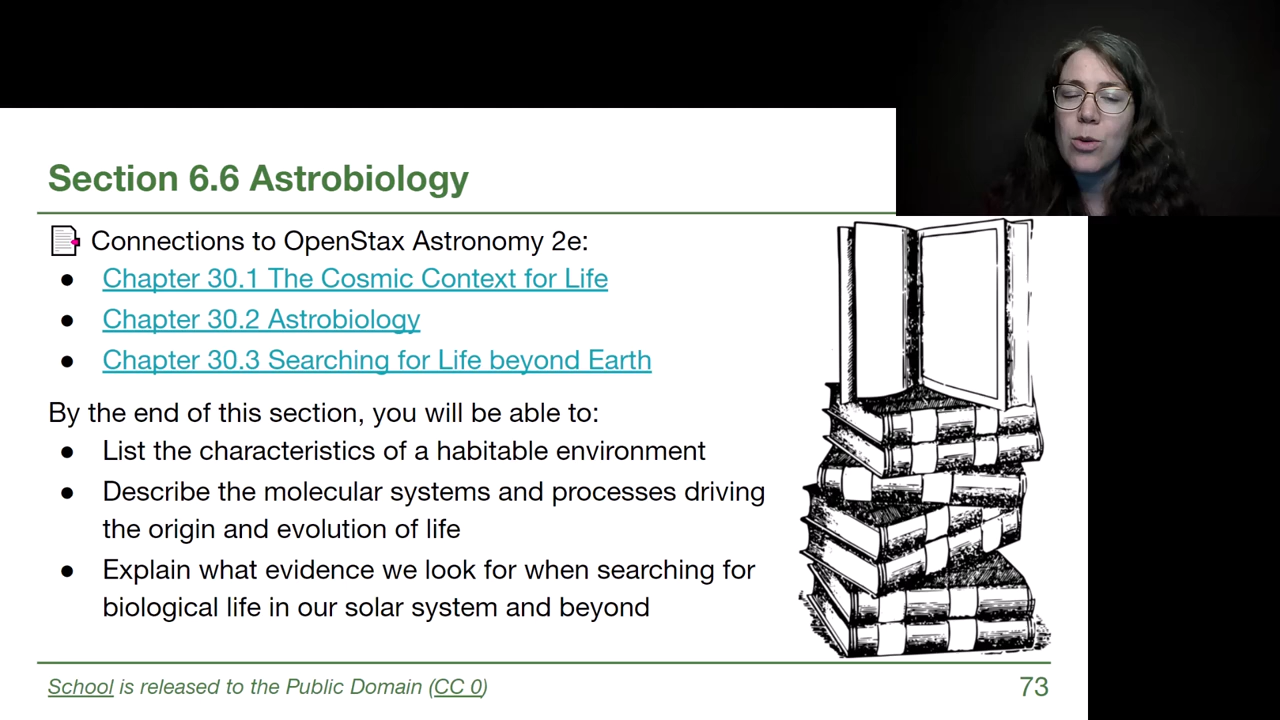 Section 6.6 Astrobiology
Connections to OpenStax Astronomy 2e:
● Chapter 30.1 The Cosmic Context for Life
● Chapter 30.2 Astrobiology
● Chapter 30.3 Searching for Life beyond Earth
By the end of this section, you will be able to:
● List the characteristics of a habitable environment
● Describe the molecular systems and processes driving
the origin and evolution of life
● Explain what evidence we look for when searching for
biological life in our solar system and beyond
School is released to the Public Domain (CC 0)
73